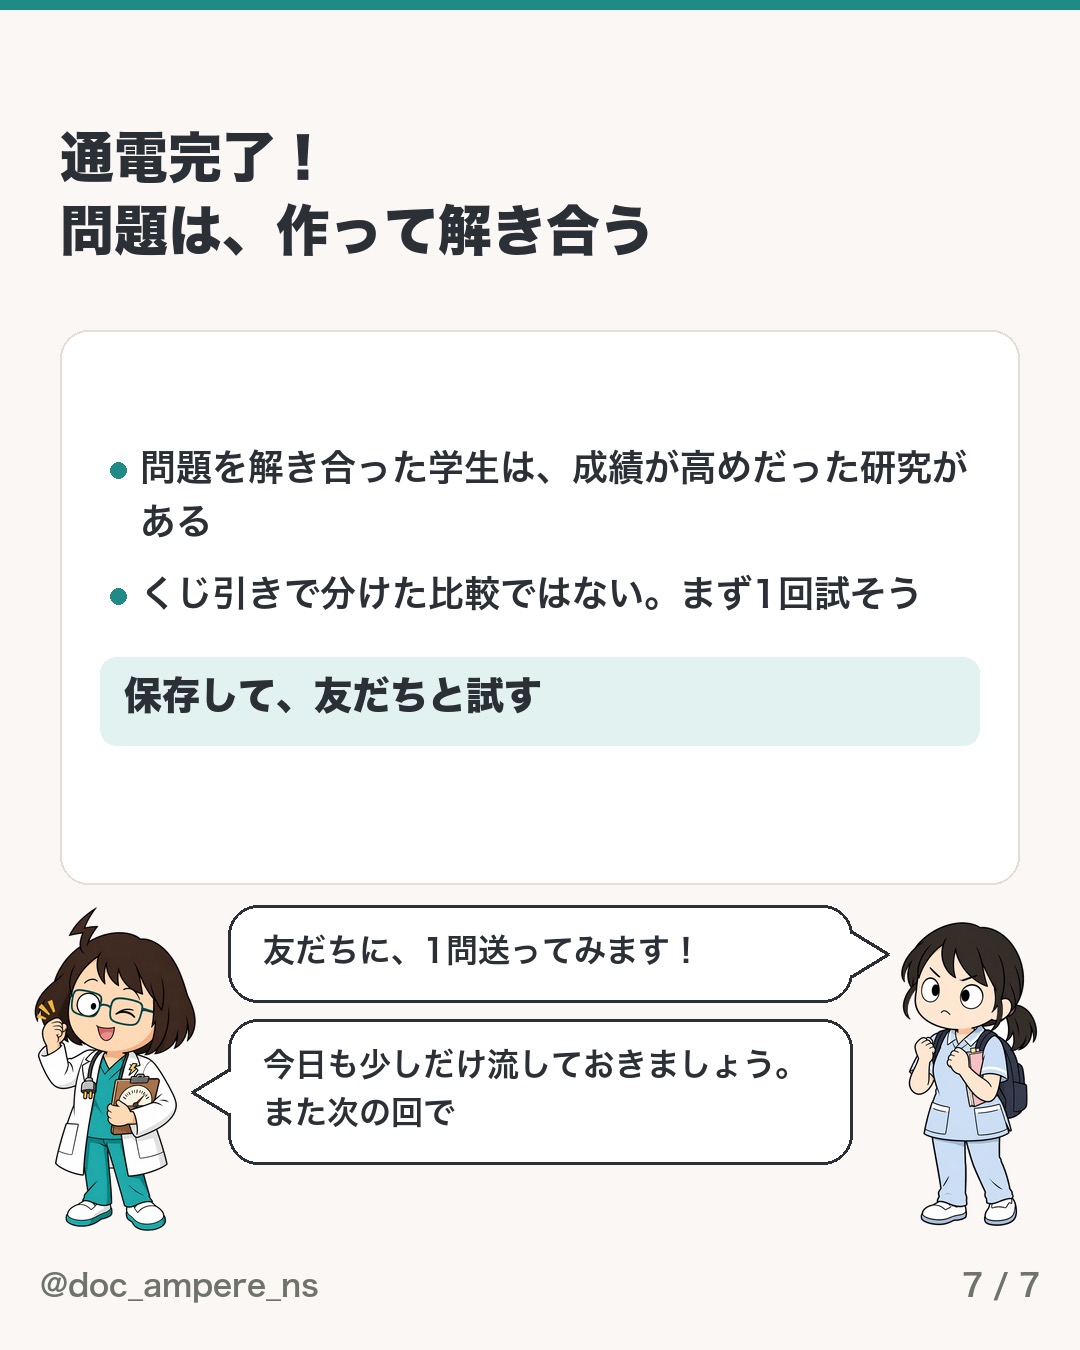 通電完了！
問題は、作って解き合う
問題を解き合った学生は、成績が高めだった研究が
ある
くじ引きで分けた比較ではない。まず1回試そう
保存して、友だちと試す
友だちに、1問送ってみます！
今日も少しだけ流しておきましょう。
また次の回で
@doc_ampere_ns
7 / 7